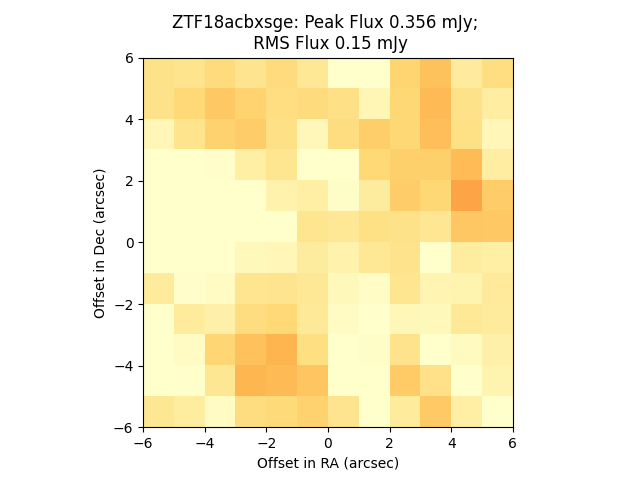 ZTF18acbxsge: Peak Flux 0.356 mJy;
RMS Flux 0.15 mJy
6
4
2
0
−2
−4
−6
Offset in Dec (arcsec)
−6 −4 −2 0 2 4 6
Offset in RA (arcsec)